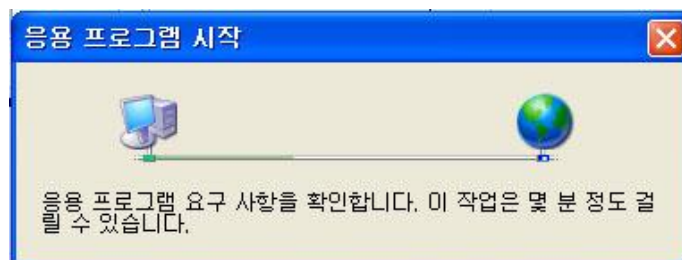 응용 프로그램 시작
응용 프로그램 요구 사항을 확인합니다. 이 작업은 몇 분 정도 걸
릴 수 있습니다.